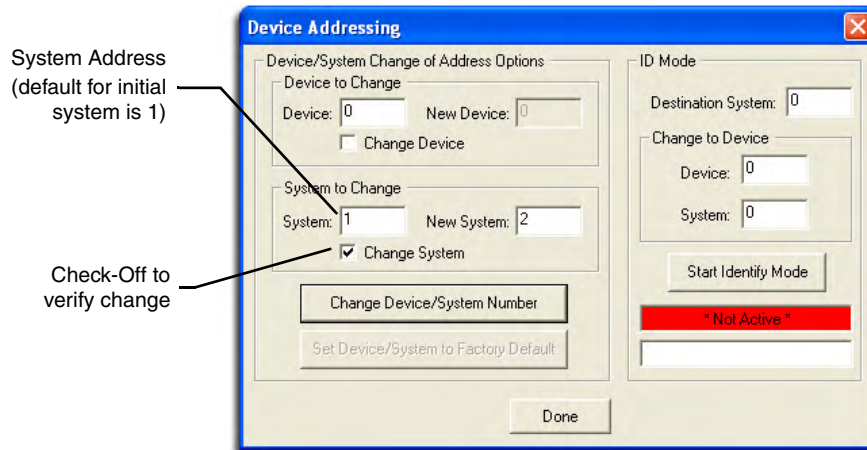 Device Addressing
System Address
(default for initial
system is 1)
Check-Off to
verify change
Device/System Change of Address Options
Device to Change
Device: 0 New Device: 0
Change Device
System to Change
System: 1 New System: 2
Change System
Change Device/System Number
Set Device/System to Factory Default
ID Mode
Destination System: 0
Change to Device
Device: 0
System: 0
Start Identify Mode
* Not Active *
Done